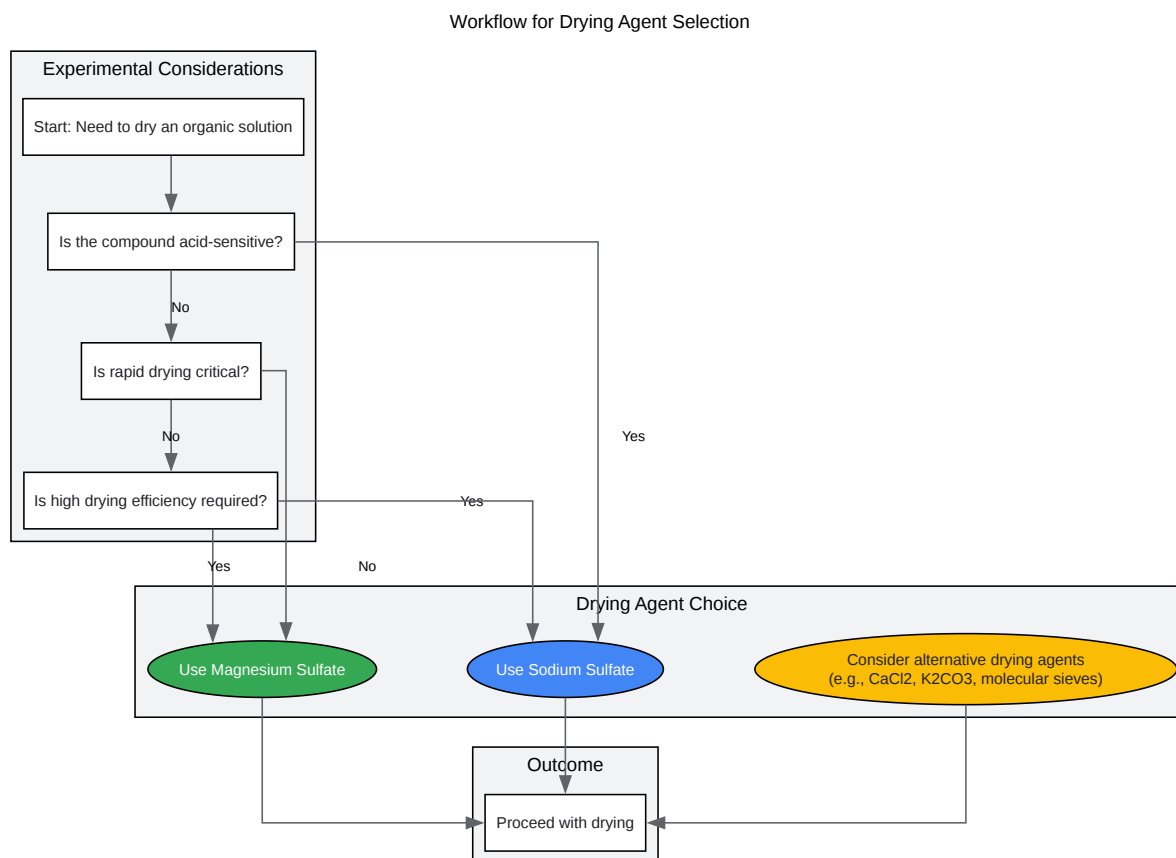 Workflow for Drying Agent Selection
Experimental Considerations
Start: Need to dry an organic solution
Is the compound acid-sensitive?
No
Is rapid drying critical?
No
Yes
Is high drying efficiency required?
Yes
Yes
No
Drying Agent Choice
Use Magnesium Sulfate
Use Sodium Sulfate
Consider alternative drying agents
(e.g., CaCl2, K2CO3, molecular sieves)
Outcome
Proceed with drying